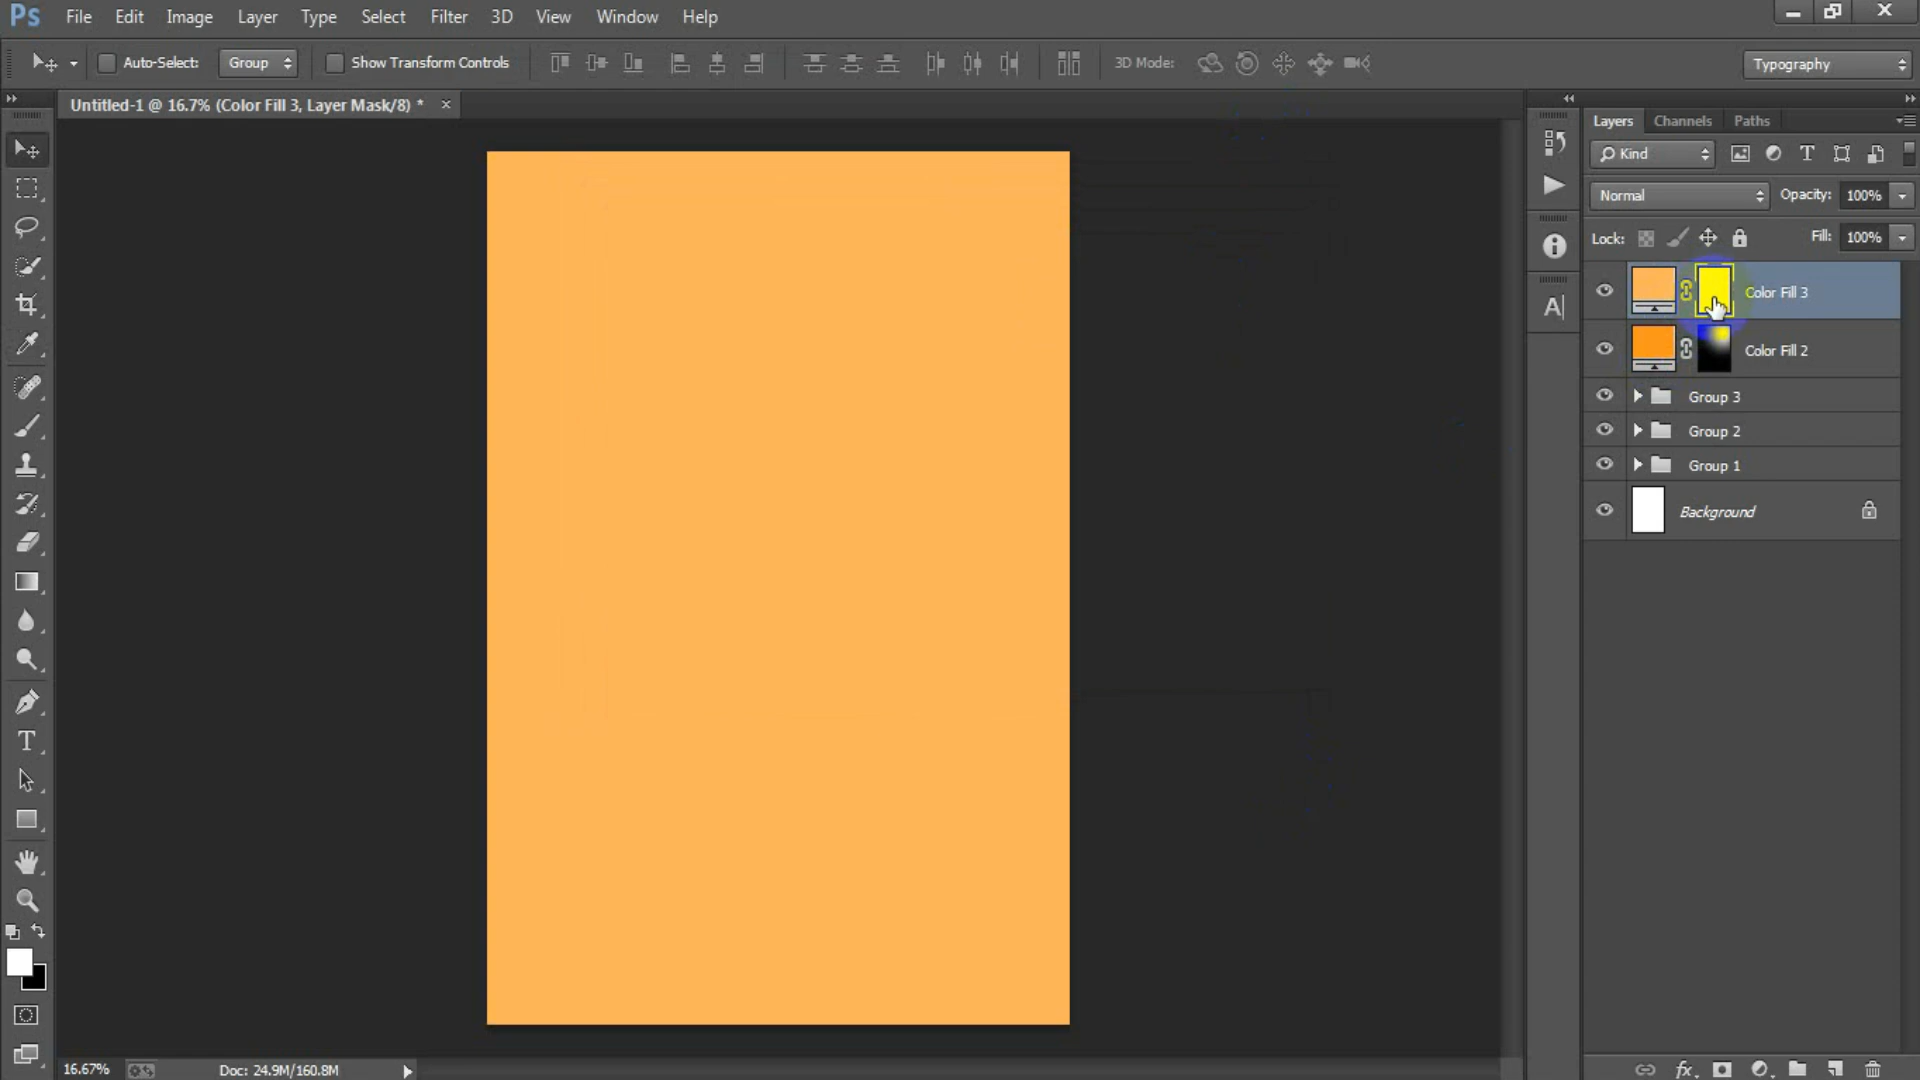 Ps File Edit Image Layer Type Select Filter 3D View Window Help
Auto-Select: Group Show Transform Controls 3D Mode: Typography
Untitled-1 @ 16.7% (Color Fill 3, Layer Mask/8) * ×
Layers Channels Paths
Kind
Normal Opacity: 100%
Lock: Fill: 100%
Color Fill 3
Color Fill 2
Group 3
Group 2
Group 1
Background
16.67% Doc: 24.9M/160.8M